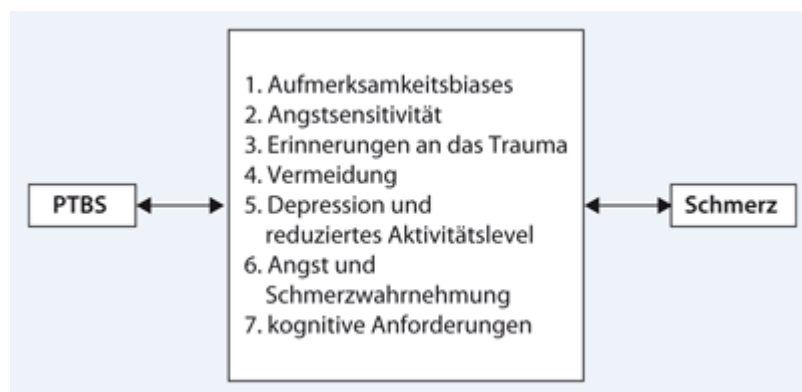 PTBS
1. Aufmerksamkeitsbiases
2. Angstsensitivität
3. Erinnerungen an das Trauma
4. Vermeidung
5. Depression und
reduziertes Aktivitätslevel
6. Angst und
Schmerzwahrnehmung
7. kognitive Anforderungen
Schmerz